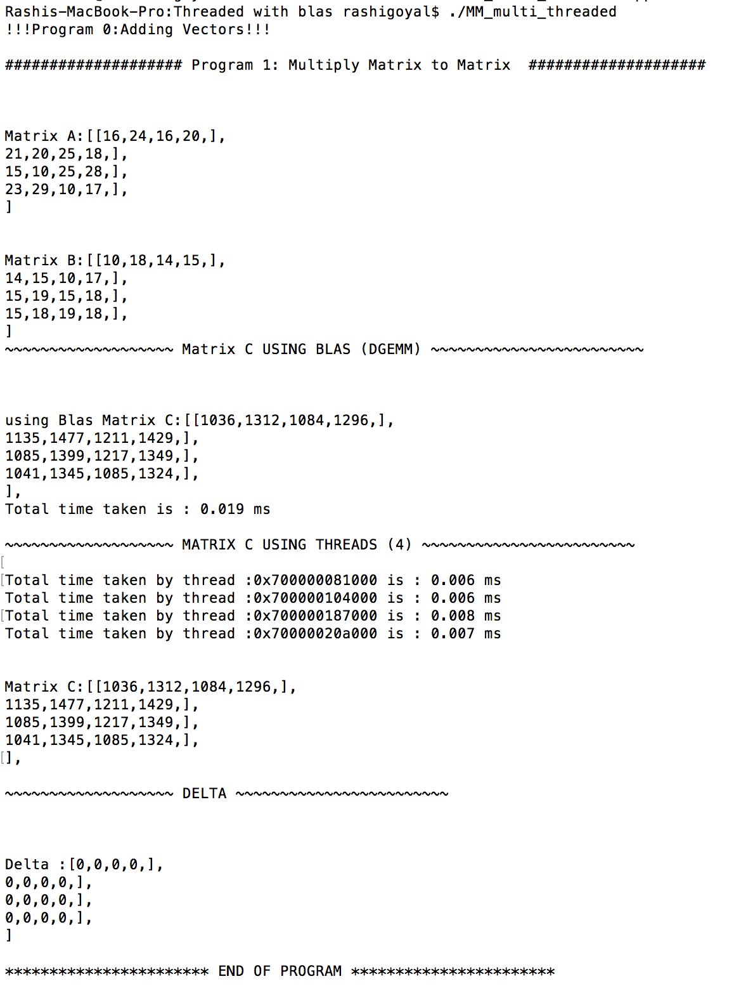 Rashis-MacBook-Pro:Threaded with blas rashigoyal$ ./MM_multi_threaded
!!!Program 0:Adding Vectors!!!
#################### Program 1: Multiply Matrix to Matrix  ####################
Matrix A:[[16,24,16,20,],
21,20,25,18,],
15,10,25,28,],
23,29,10,17,],
]
Matrix B:[[10,18,14,15,],
14,15,10,17,],
15,19,15,18,],
15,18,19,18,],
]
~~~~~~~~~~~~~~~~~~~ Matrix C USING BLAS (DGEMM) ~~~~~~~~~~~~~~~~~~~~~~~~
using Blas Matrix C:[[1036,1312,1084,1296,],
1135,1477,1211,1429,],
1085,1399,1217,1349,],
1041,1345,1085,1324,],
],
Total time taken is : 0.019 ms
~~~~~~~~~~~~~~~~~~~ MATRIX C USING THREADS (4) ~~~~~~~~~~~~~~~~~~~~~~~~
[
[Total time taken by thread :0x700000081000 is : 0.006 ms
Total time taken by thread :0x700000104000 is : 0.006 ms
[Total time taken by thread :0x700000187000 is : 0.008 ms
Total time taken by thread :0x70000020a000 is : 0.007 ms
Matrix C:[[1036,1312,1084,1296,],
1135,1477,1211,1429,],
1085,1399,1217,1349,],
1041,1345,1085,1324,],
[],
~~~~~~~~~~~~~~~~~~~ DELTA ~~~~~~~~~~~~~~~~~~~~~~~~
Delta :[0,0,0,0,],
0,0,0,0,],
0,0,0,0,],
0,0,0,0,],
]
*********************** END OF PROGRAM ***********************